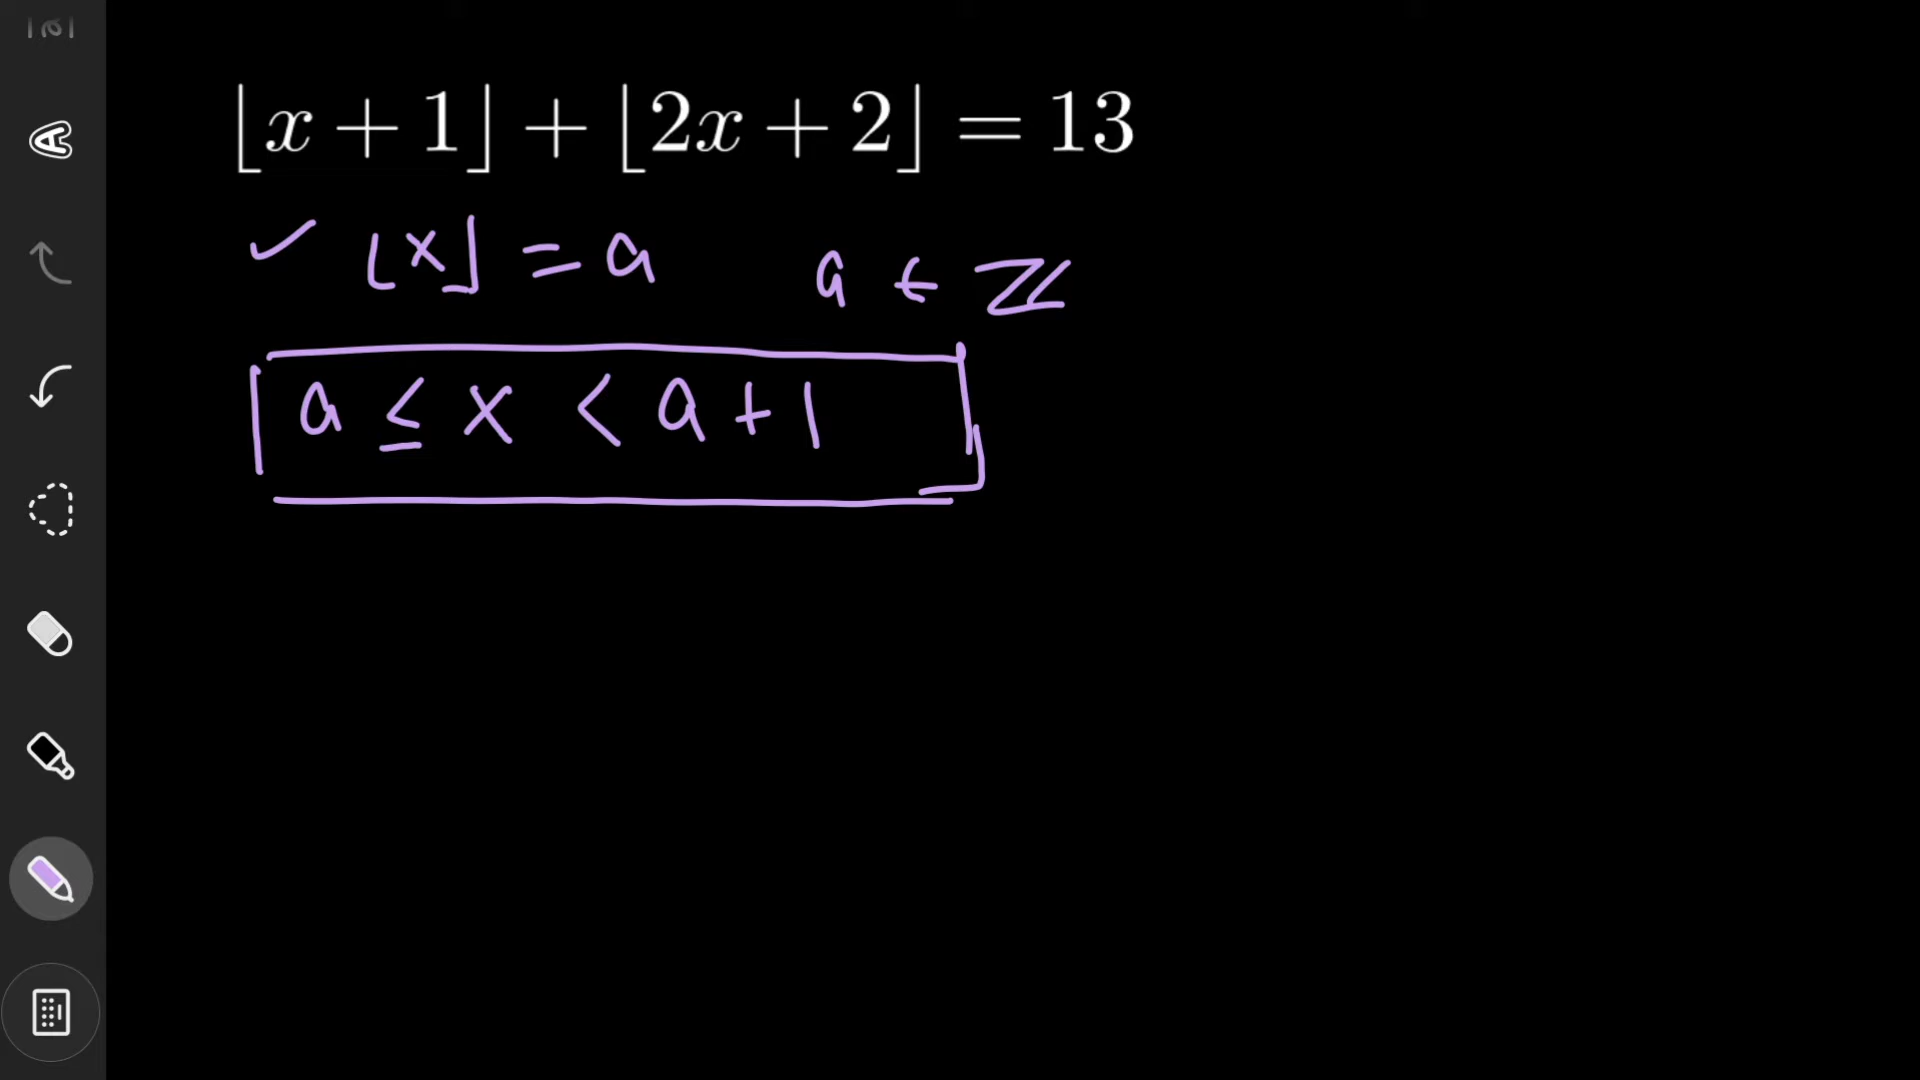 ⌊x + 1⌋ + ⌊2x + 2⌋ = 13
✓ ⌊x⌋ = a a ∈ ℤ
a ≤ x < a + 1